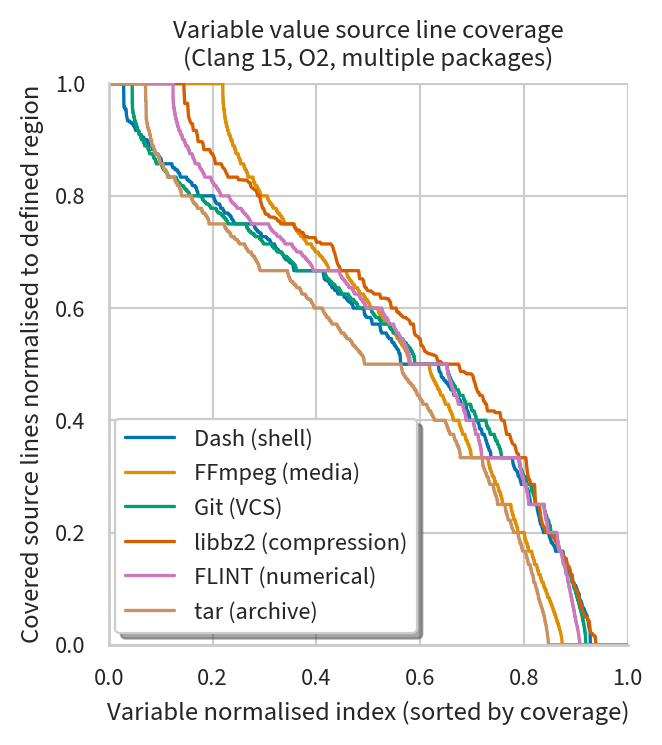 Variable value source line coverage
(Clang 15, O2, multiple packages)
Covered source lines normalised to defined region
1.0
0.8
0.6
0.4
0.2
0.0
Dash (shell)
FFmpeg (media)
Git (VCS)
libbz2 (compression)
FLINT (numerical)
tar (archive)
0.0 0.2 0.4 0.6 0.8 1.0
Variable normalised index (sorted by coverage)